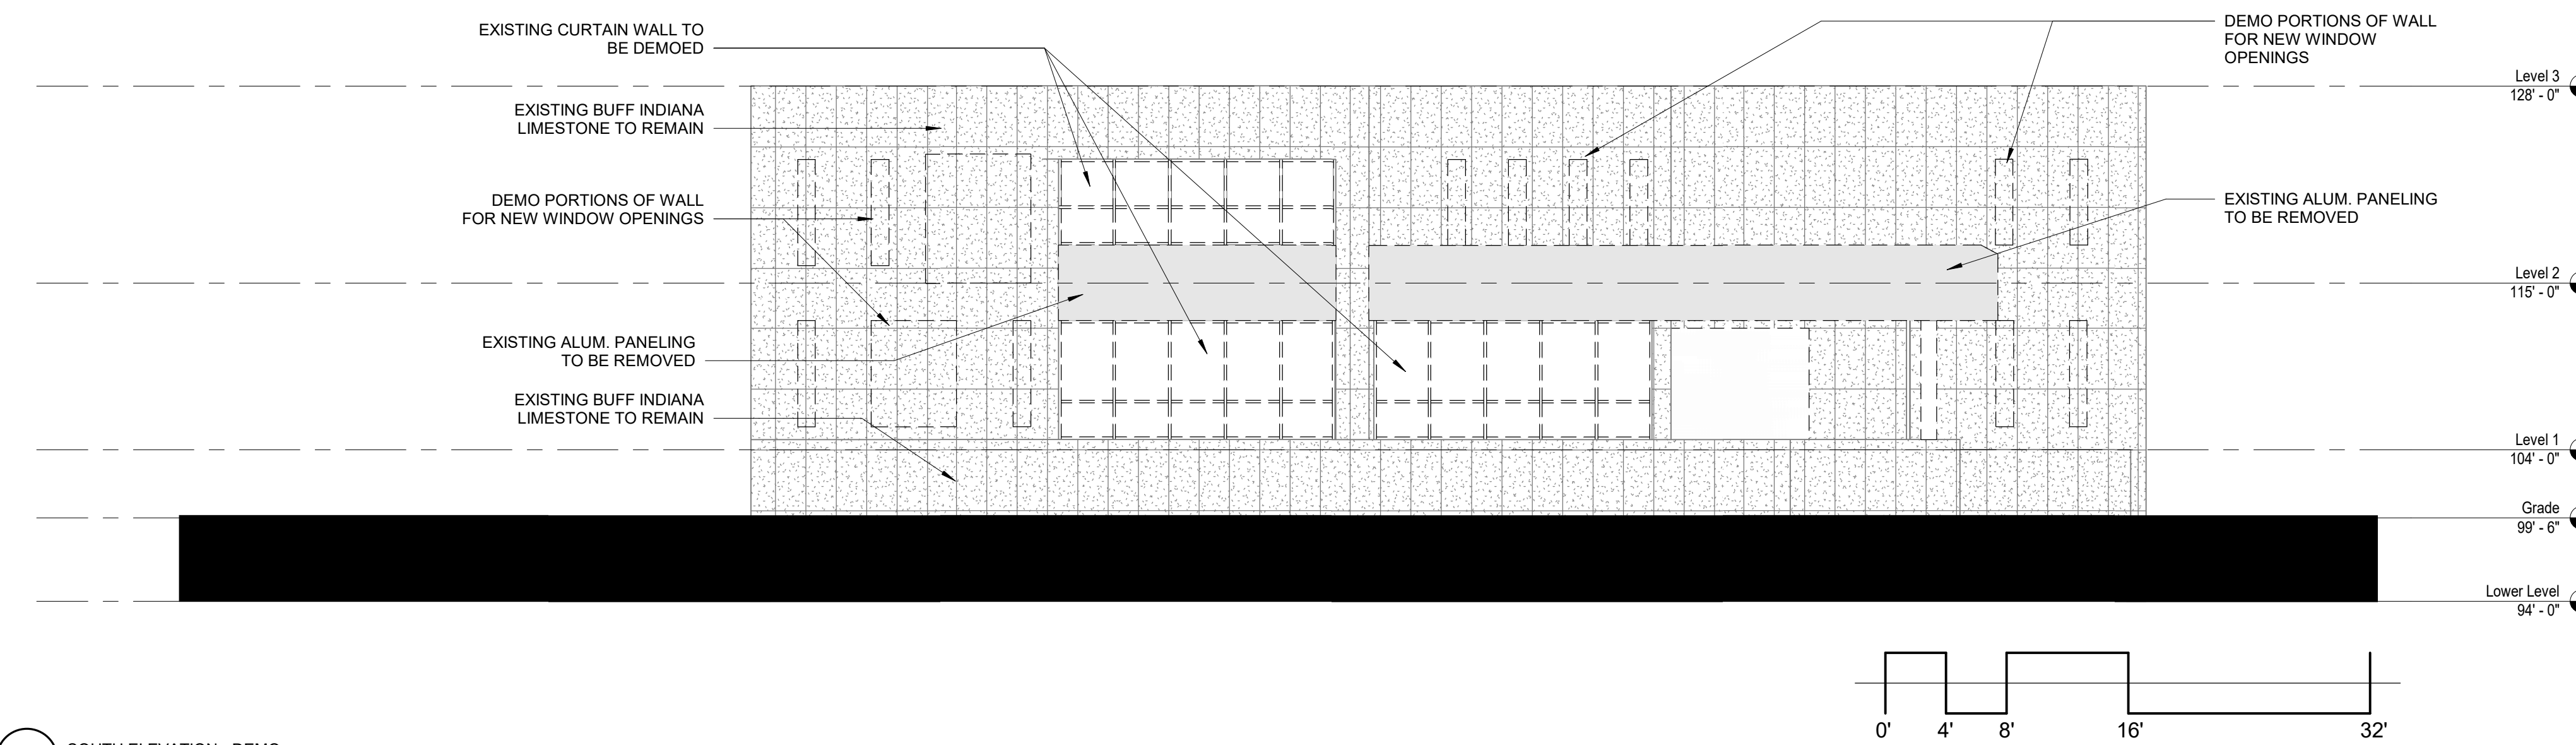 EXISTING CURTAIN WALL TO
BE DEMOED
EXISTING BUFF INDIANA
LIMESTONE TO REMAIN
DEMO PORTIONS OF WALL
FOR NEW WINDOW OPENINGS
EXISTING ALUM. PANELING
TO BE REMOVED
EXISTING BUFF INDIANA
LIMESTONE TO REMAIN
DEMO PORTIONS OF WALL
FOR NEW WINDOW
OPENINGS
EXISTING ALUM. PANELING
TO BE REMOVED
Level 3
128' - 0"
Level 2
115' - 0"
Level 1
104' - 0"
Grade
99' - 6"
Lower Level
94' - 0"
0' 4' 8' 16' 32'
SOUTH ELEVATION - DEMO